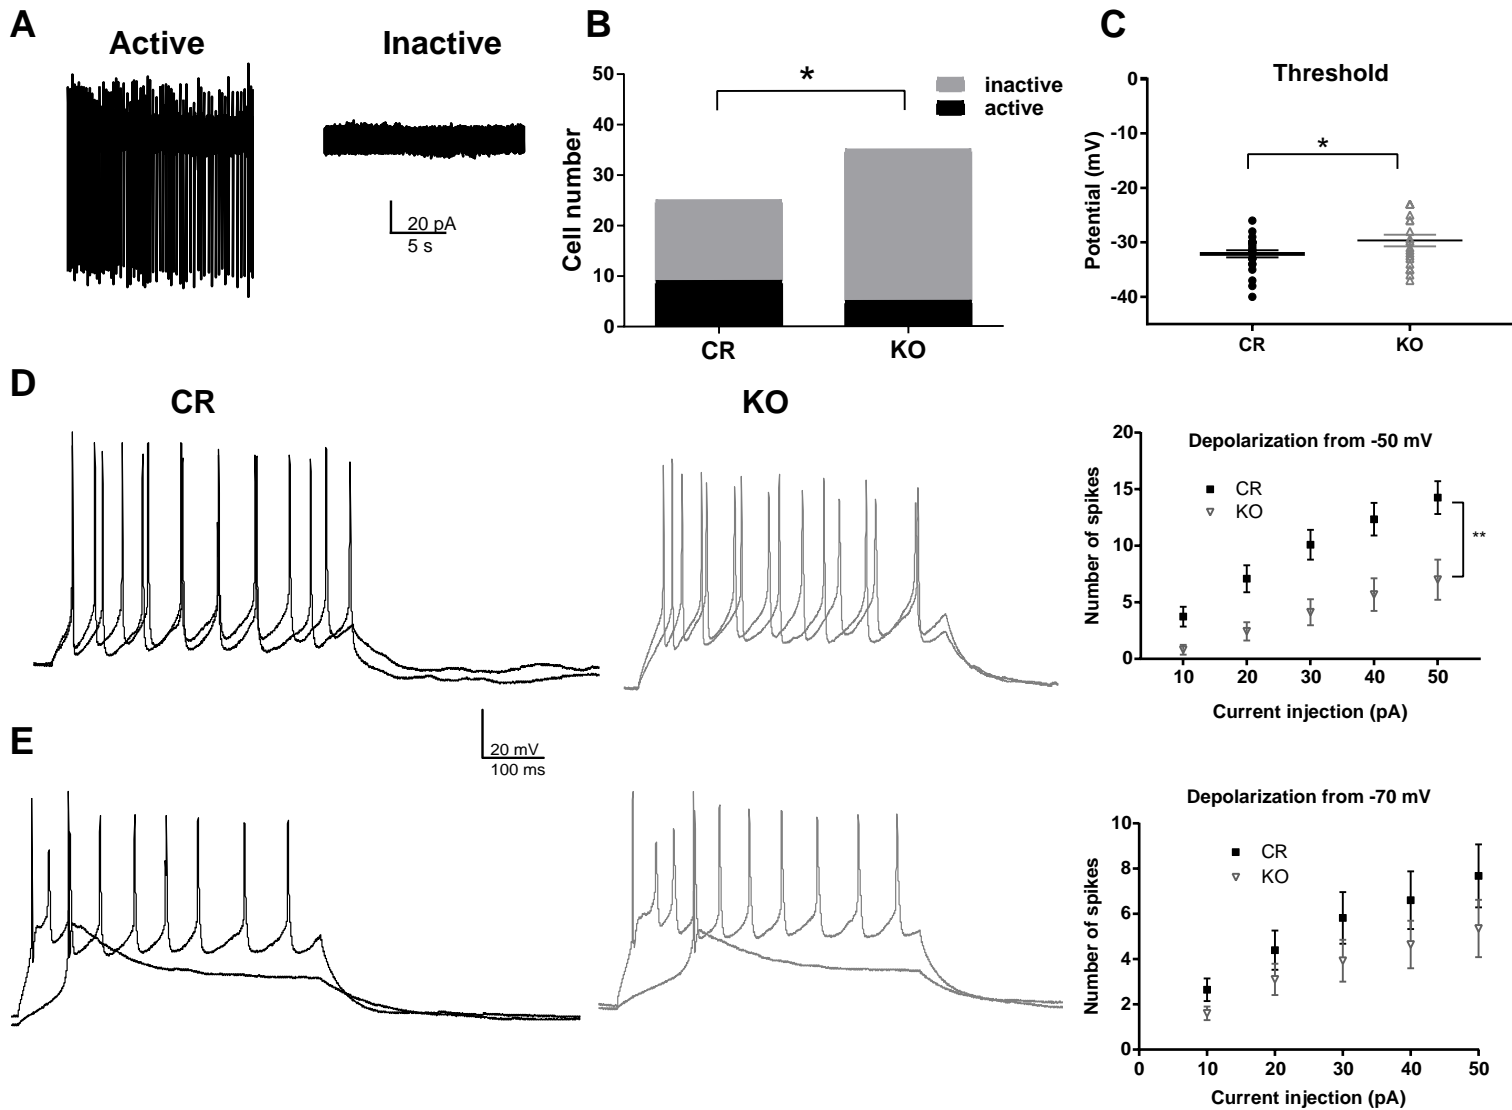 A
Active
Inactive
20 pA
5 s
B
50
40
30
20
10
0
Cell number
*
inactive
active
CR
KO
C
Threshold
0
-10
-20
-30
-40
Potential (mV)
*
CR
KO
D
CR
KO
20 mV
100 ms
Depolarization from -50 mV
20
15
10
5
0
Number of spikes
CR
KO
**
10 20 30 40 50
Current injection (pA)
E
Depolarization from -70 mV
10
8
6
4
2
0
Number of spikes
CR
KO
0 10 20 30 40 50
Current injection (pA)